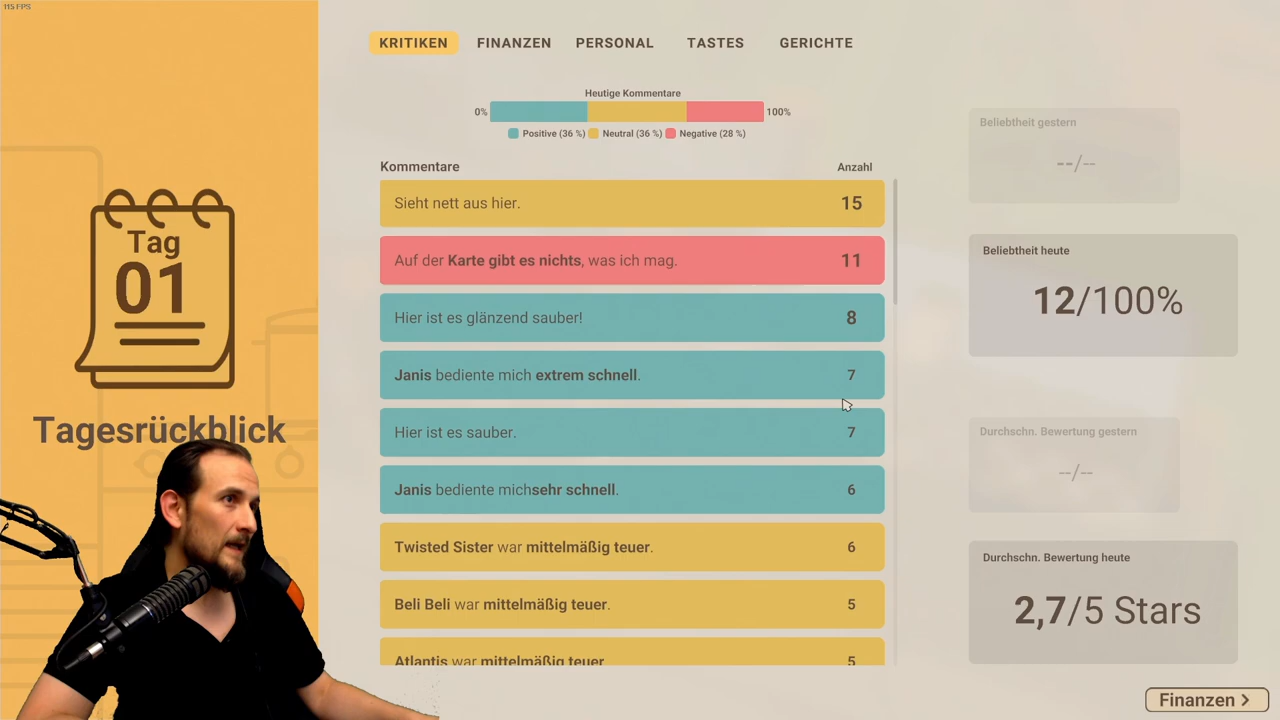 115 FPS
KRITIKEN FINANZEN PERSONAL TASTES GERICHTE
Heutige Kommentare
0% 100%
Positive (36 %) Neutral (36 %) Negative (28 %)
Kommentare Anzahl
Sieht nett aus hier. 15
Auf der Karte gibt es nichts, was ich mag. 11
Hier ist es glänzend sauber! 8
Janis bediente mich extrem schnell. 7
Hier ist es sauber. 7
Janis bediente michsehr schnell. 6
Twisted Sister war mittelmäßig teuer. 6
Beli Beli war mittelmäßig teuer. 5
Atlantis war mittelmäßig teuer 5
Tag
01
Tagesrückblick
Beliebtheit gestern
--/--
Beliebtheit heute
12/100%
Durchschn. Bewertung gestern
--/--
Durchschn. Bewertung heute
2,7/5 Stars
Finanzen >